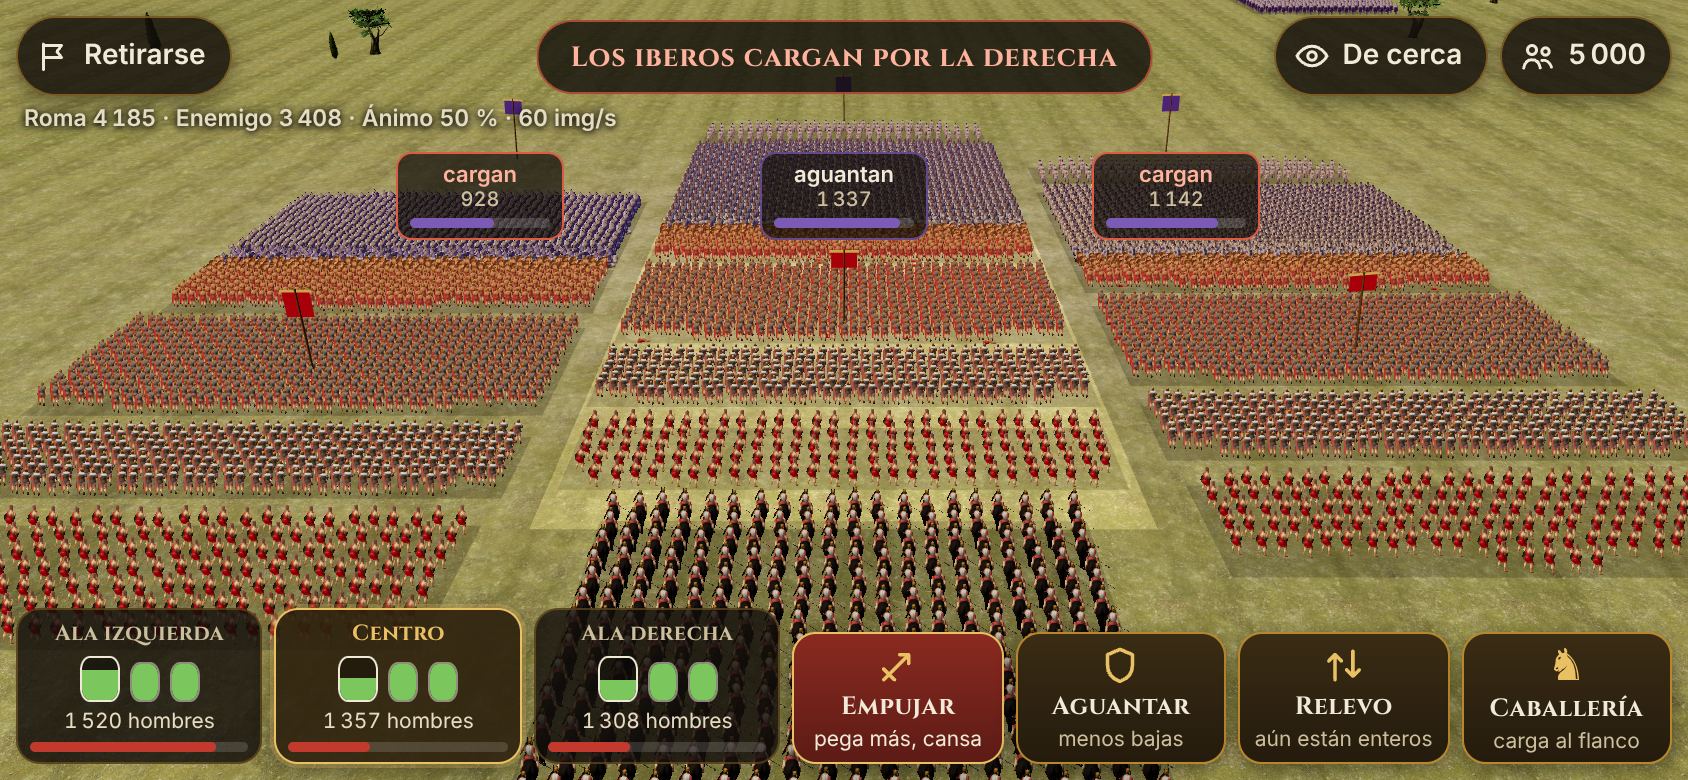 Retirarse
Los iberos cargan por la derecha
De cerca
5 000
Roma 4 185 · Enemigo 3 408 · Ánimo 50 % · 60 img/s
cargan
928
aguantan
1 337
cargan
1 142
Ala izquierda
1 520 hombres
Centro
1 357 hombres
Ala derecha
1 308 hombres
Empujar
pega más, cansa
Aguantar
menos bajas
Relevo
aún están enteros
Caballería
carga al flanco